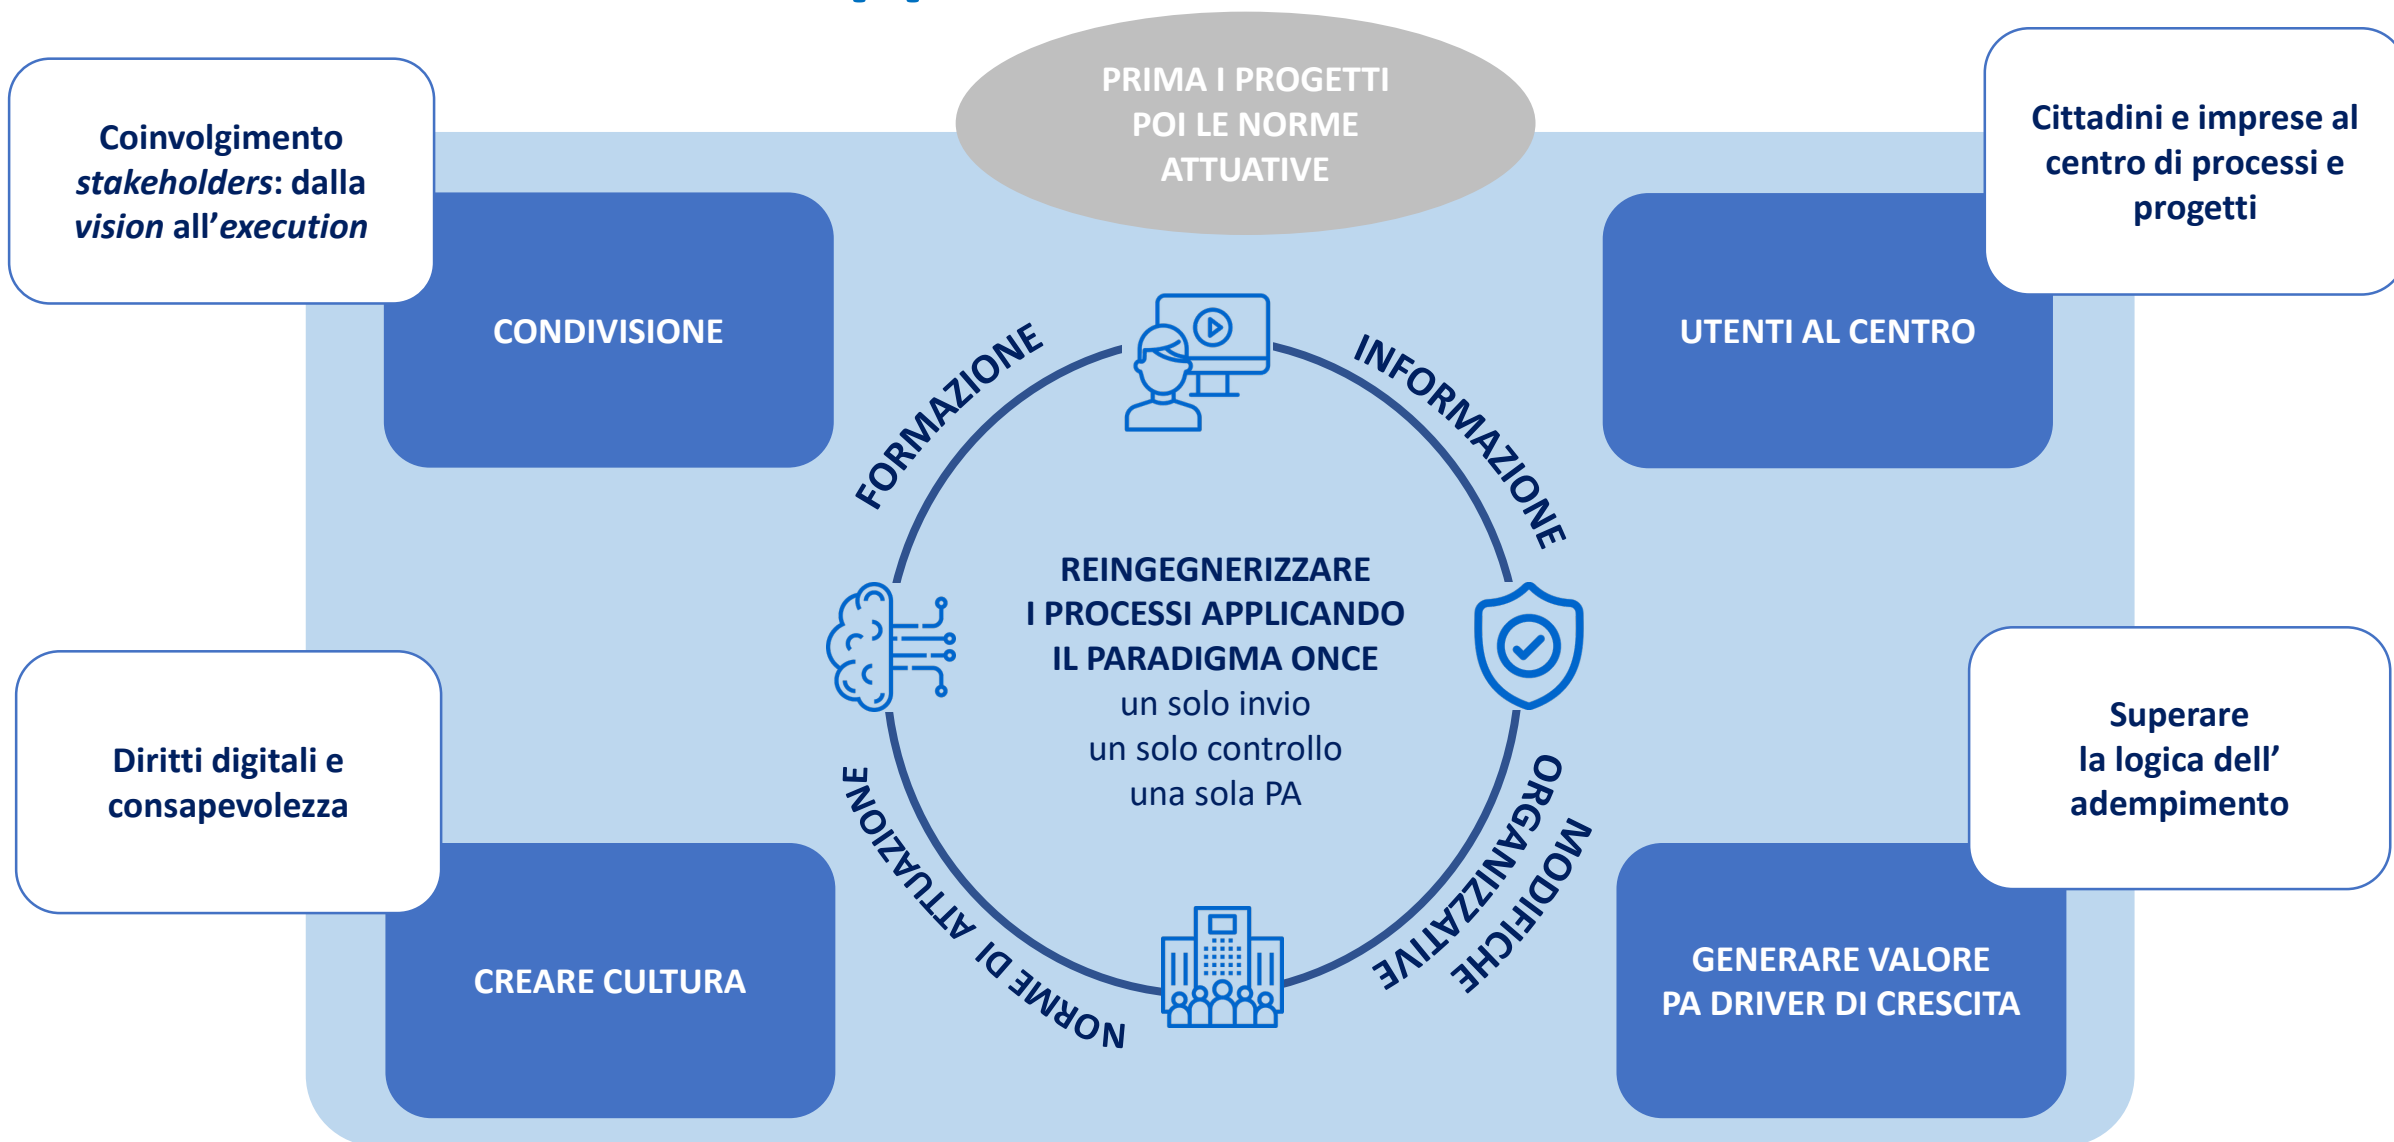 PRIMA I PROGETTI
POI LE NORME
ATTUATIVE
Coinvolgimento
stakeholders: dalla
vision all’execution
CONDIVISIONE
Cittadini e imprese al
centro di processi e
progetti
UTENTI AL CENTRO
FORMAZIONE
INFORMAZIONE
REINGEGNERIZZARE
I PROCESSI APPLICANDO
IL PARADIGMA ONCE
un solo invio
un solo controllo
una sola PA
NORME DI ATTUAZIONE
MODIFICHE
ORGANIZZATIVE
Diritti digitali e
consapevolezza
CREARE CULTURA
Superare
la logica dell’
adempimento
GENERARE VALORE
PA DRIVER DI CRESCITA